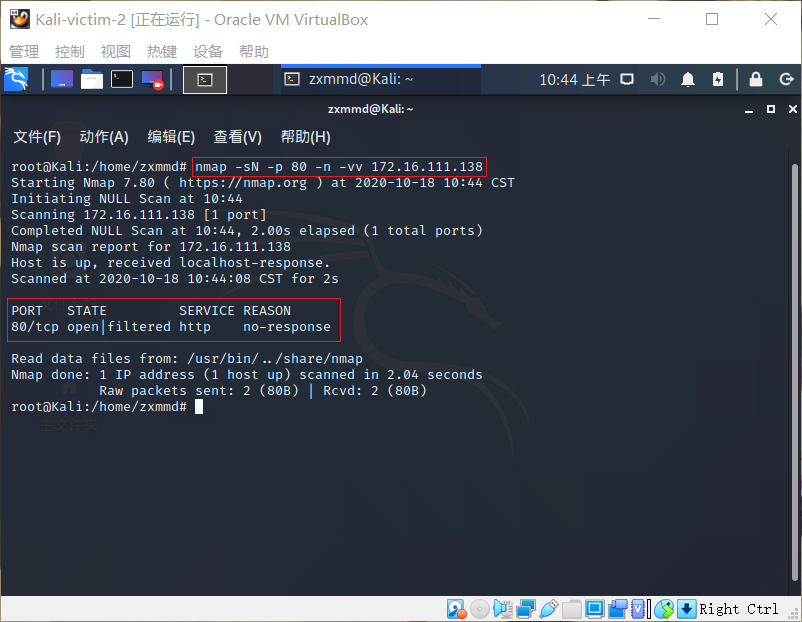 Kali-victim-2 [正在运行] - Oracle VM VirtualBox
管理 控制 视图 热键 设备 帮助
zxmmd@Kali: ~ 10:44 上午
zxmmd@Kali: ~
文件(F) 动作(A) 编辑(E) 查看(V) 帮助(H)
root@Kali:/home/zxmmd# nmap -sN -p 80 -n -vv 172.16.111.138
Starting Nmap 7.80 ( https://nmap.org ) at 2020-10-18 10:44 CST
Initiating NULL Scan at 10:44
Scanning 172.16.111.138 [1 port]
Completed NULL Scan at 10:44, 2.00s elapsed (1 total ports)
Nmap scan report for 172.16.111.138
Host is up, received localhost-response.
Scanned at 2020-10-18 10:44:08 CST for 2s
PORT STATE SERVICE REASON
80/tcp open|filtered http no-response
Read data files from: /usr/bin/../share/nmap
Nmap done: 1 IP address (1 host up) scanned in 2.04 seconds
Raw packets sent: 2 (80B) | Rcvd: 2 (80B)
root@Kali:/home/zxmmd#
主文件夹
Right Ctrl